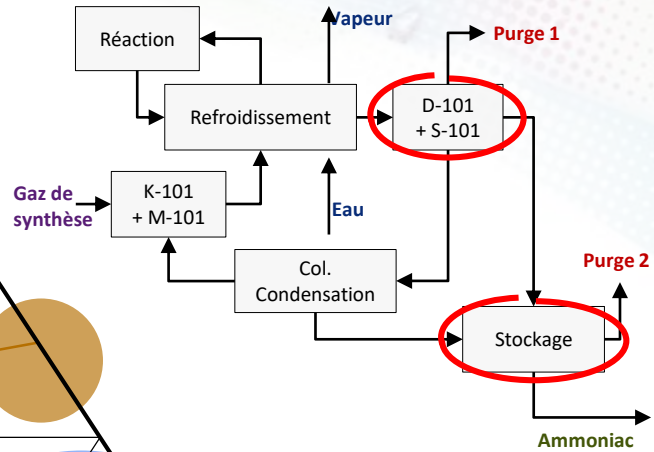 Vapeur
Réaction
Purge 1
Refroidissement
D-101
+ S-101
Gaz de
synthèse
K-101
+ M-101
Eau
Col.
Condensation
Purge 2
Stockage
Ammoniac